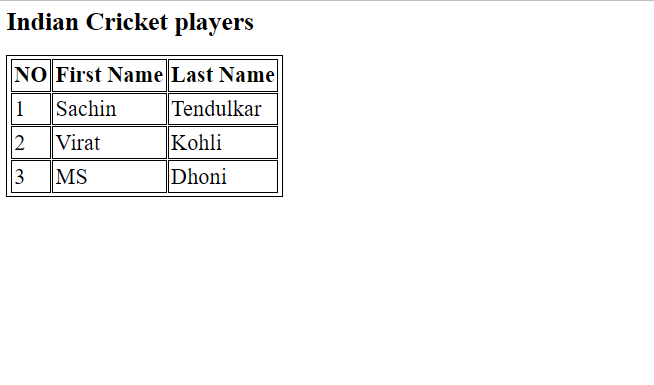 Indian Cricket players
NO First Name Last Name
1 Sachin Tendulkar
2 Virat Kohli
3 MS Dhoni